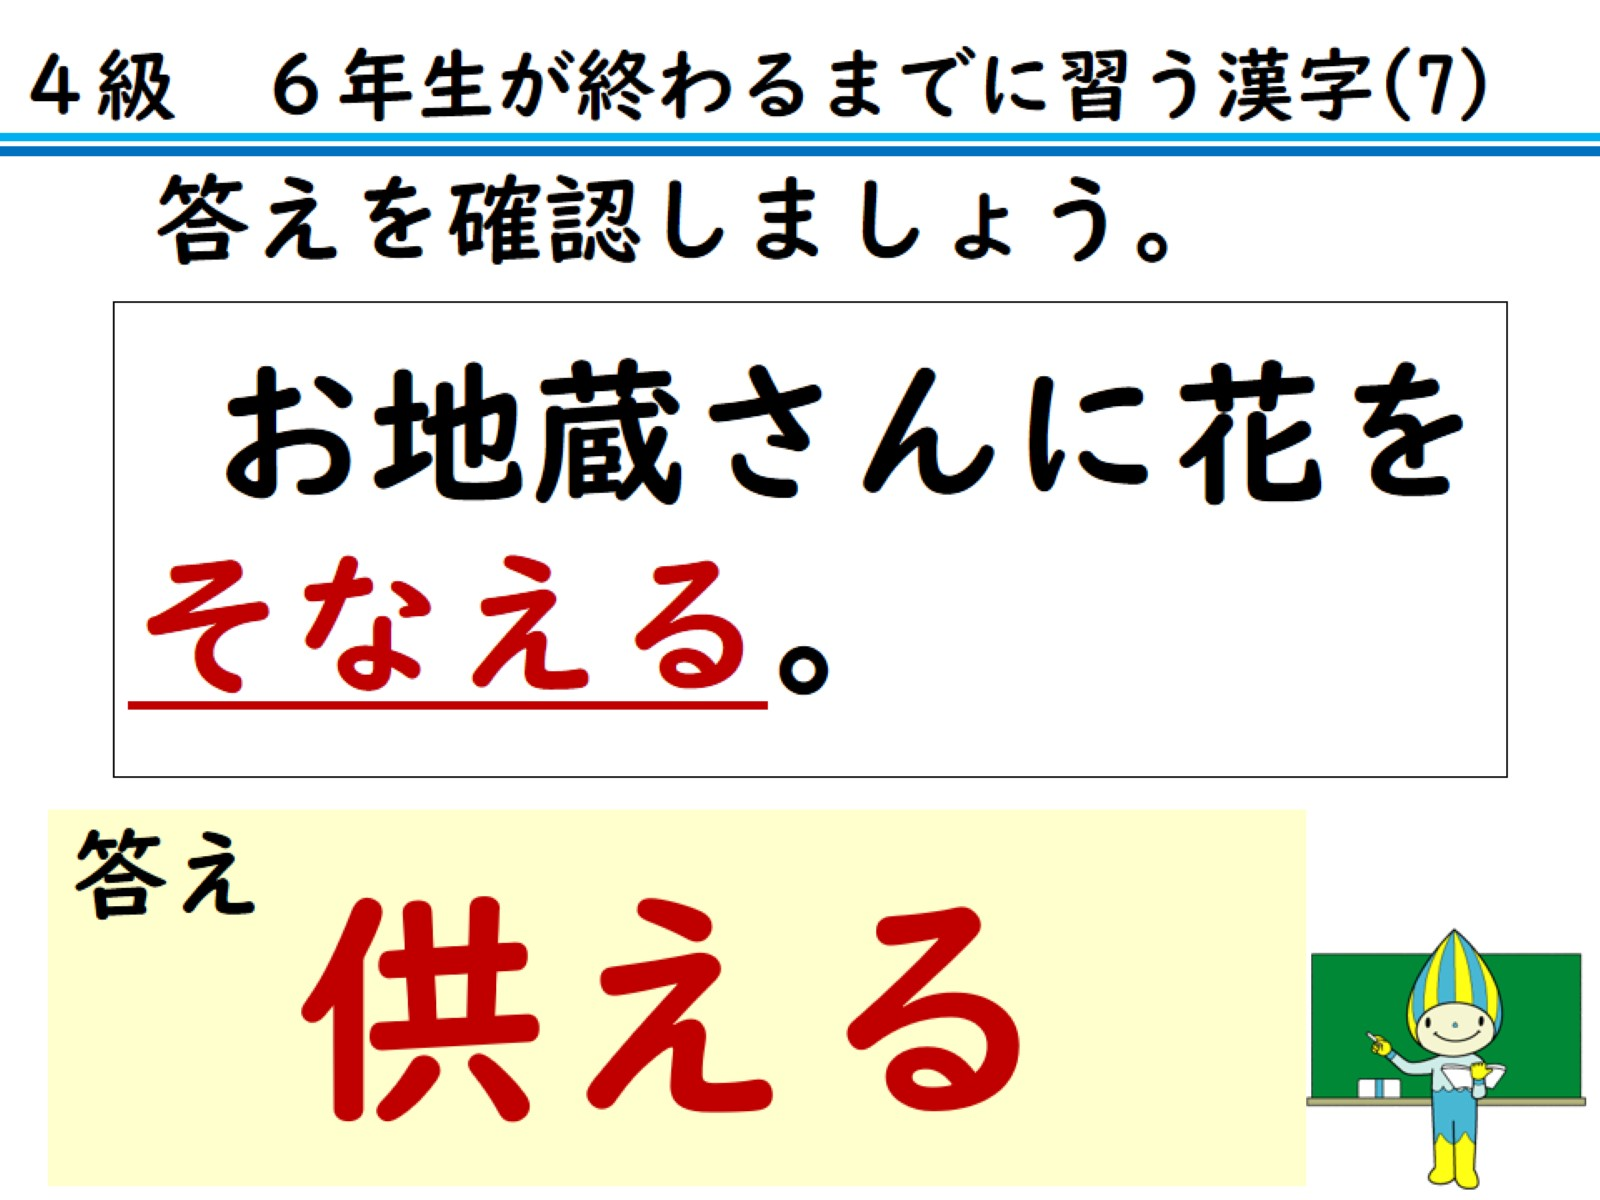 ４級　６年生が終わるまでに習う漢字(7)
答えを確認しましょう。
お地蔵さんに花を
そなえる。
答え
供える